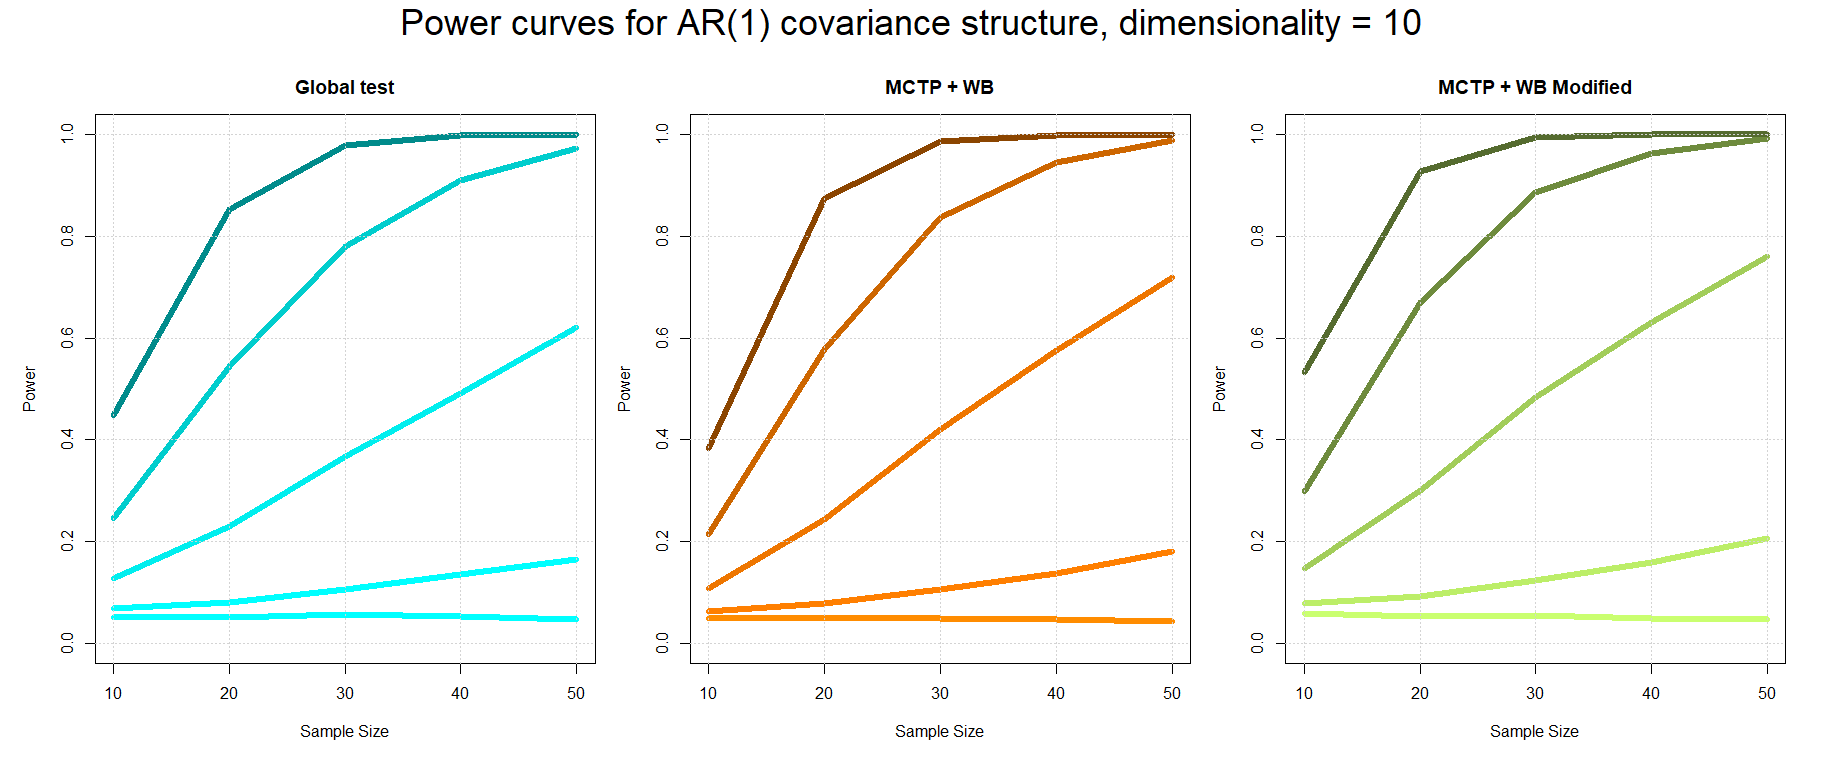 Power curves for AR(1) covariance structure, dimensionality = 10
Global test
MCTP + WB
MCTP + WB Modified
Power
1.0
0.8
0.6
0.4
0.2
0.0
10 20 30 40 50
Sample Size
Power
1.0
0.8
0.6
0.4
0.2
0.0
10 20 30 40 50
Sample Size
Power
1.0
0.8
0.6
0.4
0.2
0.0
10 20 30 40 50
Sample Size